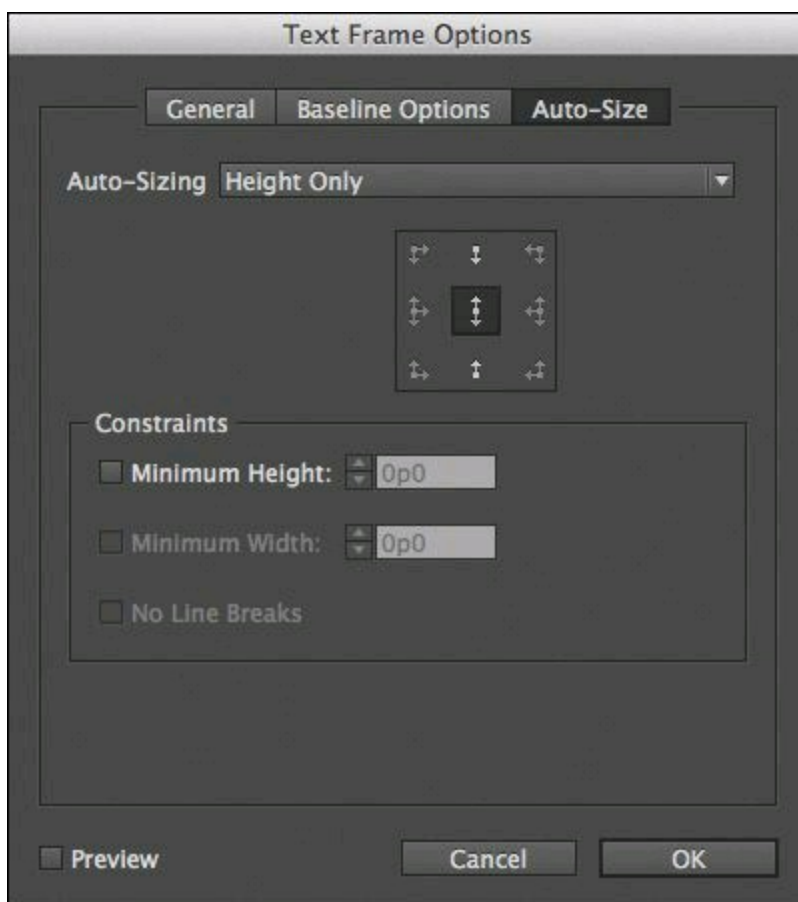 Text Frame Options
General Baseline Options Auto-Size
Auto-Sizing Height Only
Constraints
Minimum Height: 0p0
Minimum Width: 0p0
No Line Breaks
Preview Cancel OK